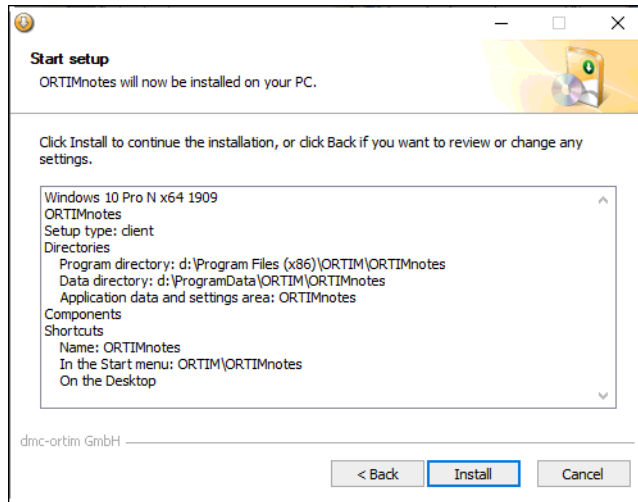 Start setup
ORTIMnotes will now be installed on your PC.
Click Install to continue the installation, or click Back if you want to review or change any
settings.
Windows 10 Pro N x64 1909
ORTIMnotes
Setup type: client
Directories
Program directory: d:\Program Files (x86)\ORTIM\ORTIMnotes
Data directory: d:\ProgramData\ORTIM\ORTIMnotes
Application data and settings area: ORTIMnotes
Components
Shortcuts
Name: ORTIMnotes
In the Start menu: ORTIM\ORTIMnotes
On the Desktop
dmc-ortim GmbH
< Back Install Cancel